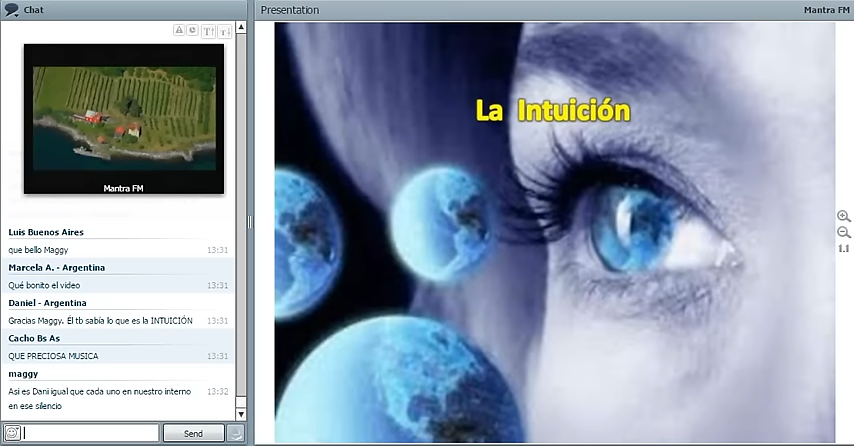 Chat
Presentation
Mantra FM
La Intuición
Mantra FM
Luis Buenos Aires
que bello Maggy 13:31
Marcela A. - Argentina
Qué bonito el video 13:31
Daniel - Argentina
Gracias Maggy. Él tb sabía lo que es la INTUICIÓN 13:31
Cacho Bs As
QUE PRECIOSA MUSICA 13:31
maggy
Asi es Dani igual que cada uno en nuestro interno 13:32
en ese silencio
Send
1:1